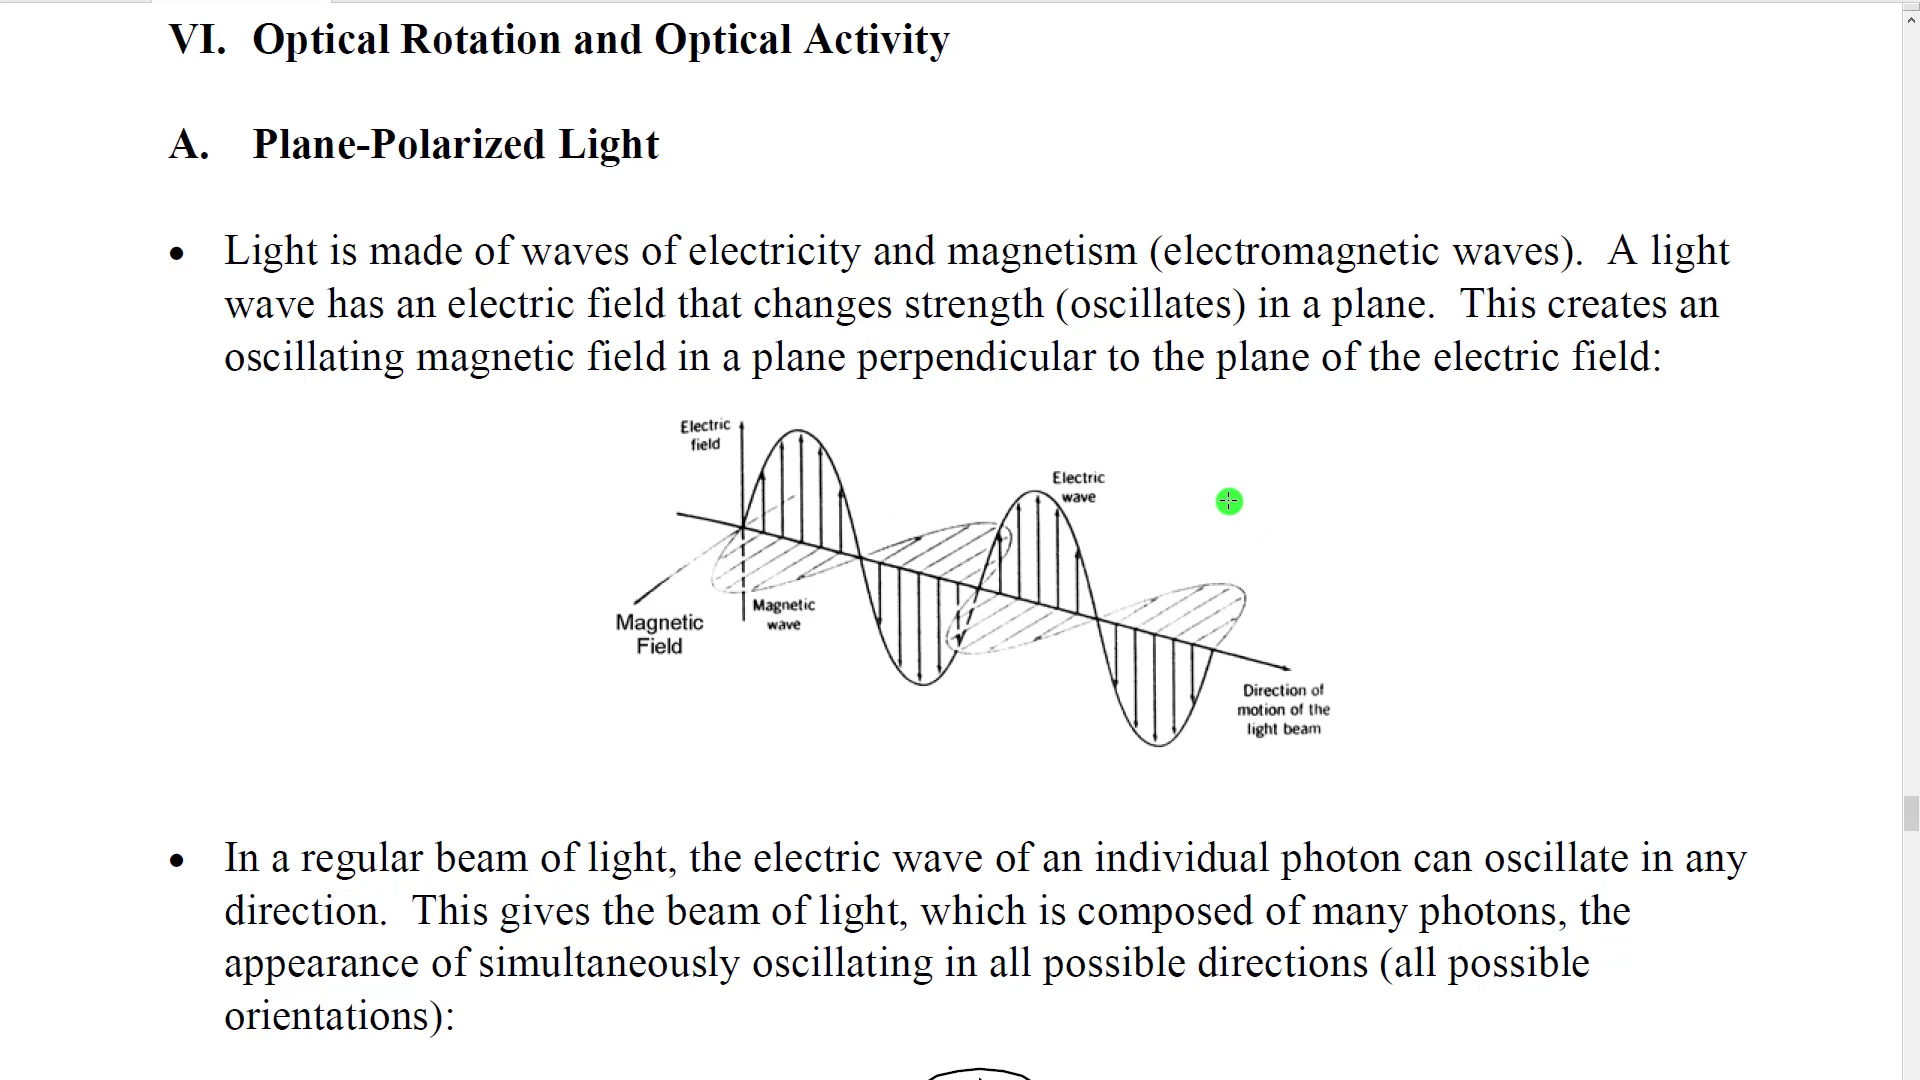 VI. Optical Rotation and Optical Activity
A. Plane-Polarized Light
• Light is made of waves of electricity and magnetism (electromagnetic waves). A light
wave has an electric field that changes strength (oscillates) in a plane. This creates an
oscillating magnetic field in a plane perpendicular to the plane of the electric field:
Electric
field
Electric
wave
Magnetic
wave
Magnetic
Field
Direction of
motion of the
light beam
• In a regular beam of light, the electric wave of an individual photon can oscillate in any
direction. This gives the beam of light, which is composed of many photons, the
appearance of simultaneously oscillating in all possible directions (all possible
orientations):